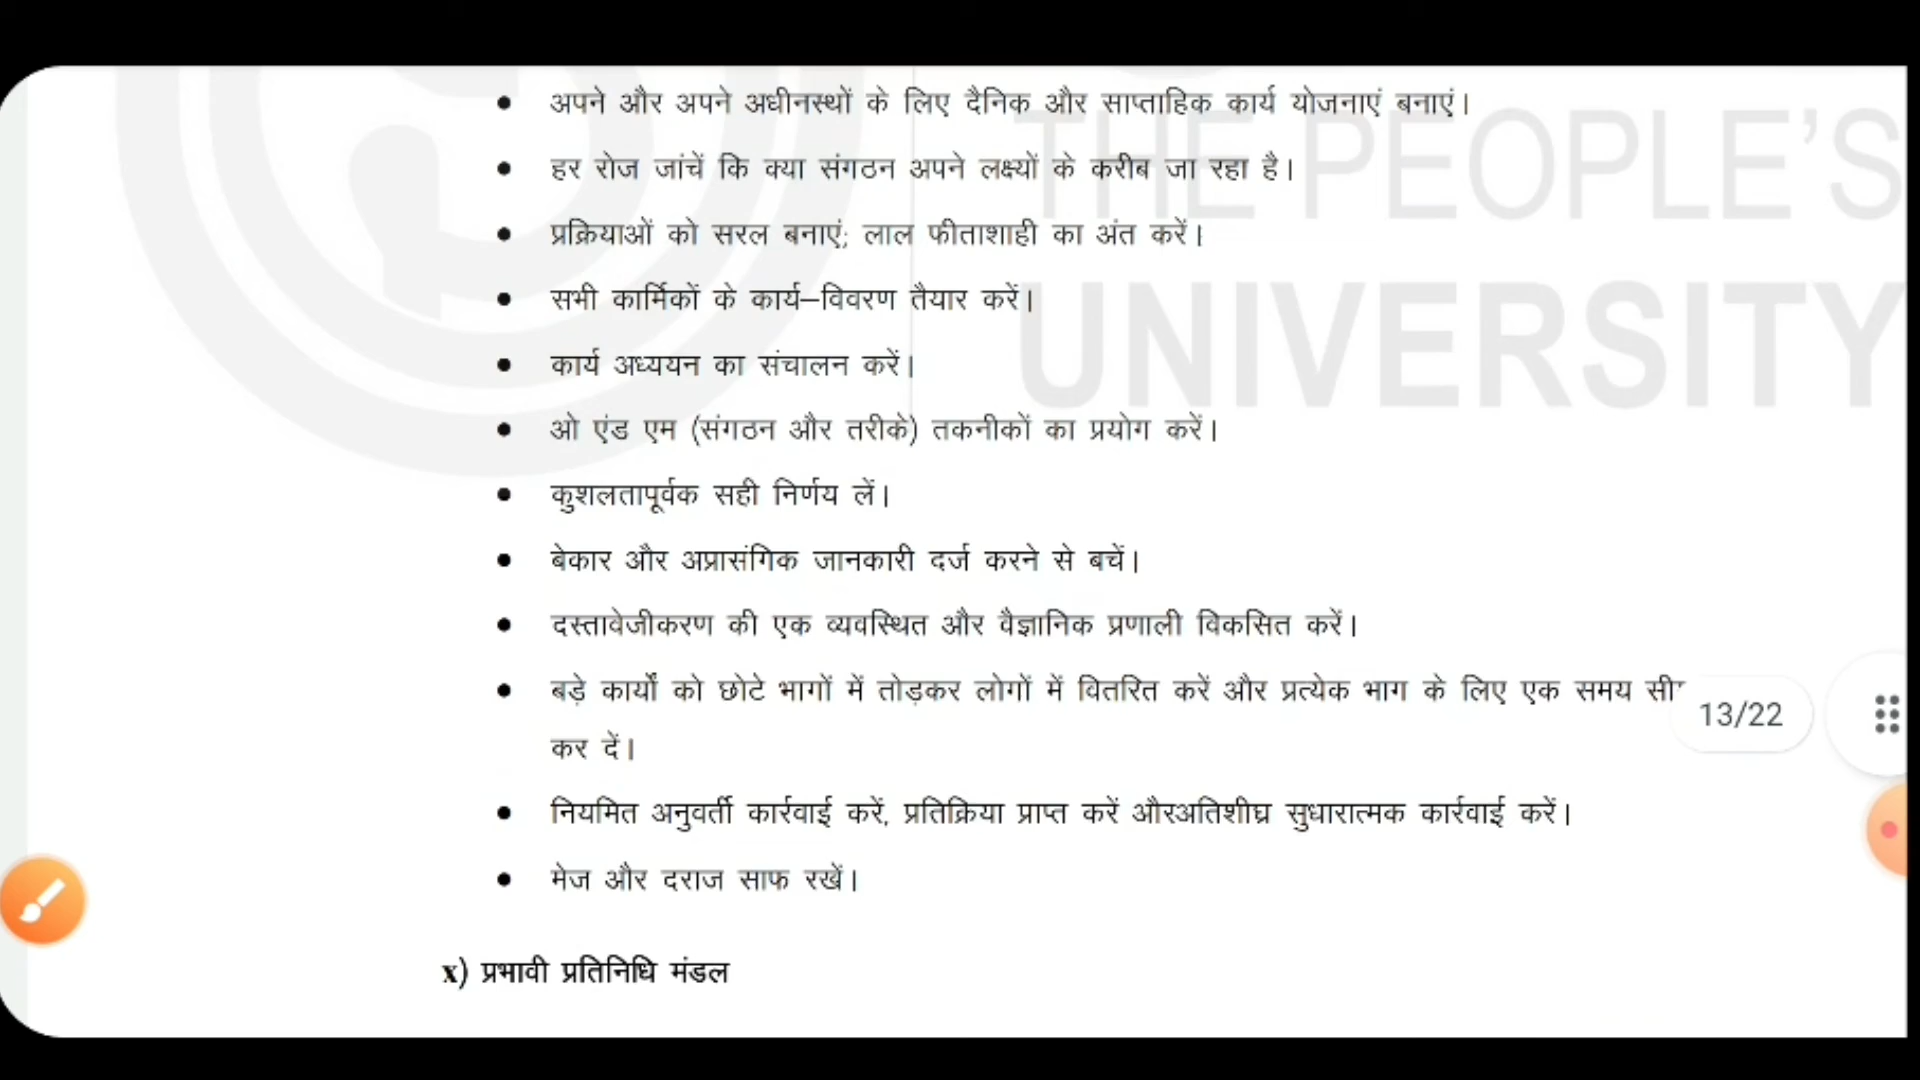 THE PEOPLE'S
UNIVERSITY
• अपने और अपने अधीनस्थों के लिए दैनिक और साप्ताहिक कार्य योजनाएं बनाएं।
• हर रोज जांचें कि क्या संगठन अपने लक्ष्यों के करीब जा रहा है।
• प्रक्रियाओं को सरल बनाएं; लाल फीताशाही का अंत करें।
• सभी कार्मिकों के कार्य–विवरण तैयार करें।
• कार्य अध्ययन का संचालन करें।
• ओ एंड एम (संगठन और तरीके) तकनीकों का प्रयोग करें।
• कुशलतापूर्वक सही निर्णय लें।
• बेकार और अप्रासंगिक जानकारी दर्ज करने से बचें।
• दस्तावेजीकरण की एक व्यवस्थित और वैज्ञानिक प्रणाली विकसित करें।
• बड़े कार्यों को छोटे भागों में तोड़कर लोगों में वितरित करें और प्रत्येक भाग के लिए एक समय
13/22
कर दें।
• नियमित अनुवर्ती कार्रवाई करें, प्रतिक्रिया प्राप्त करें औरअतिशीघ्र सुधारात्मक कार्रवाई करें।
• मेज और दराज साफ रखें।
x) प्रभावी प्रतिनिधि मंडल